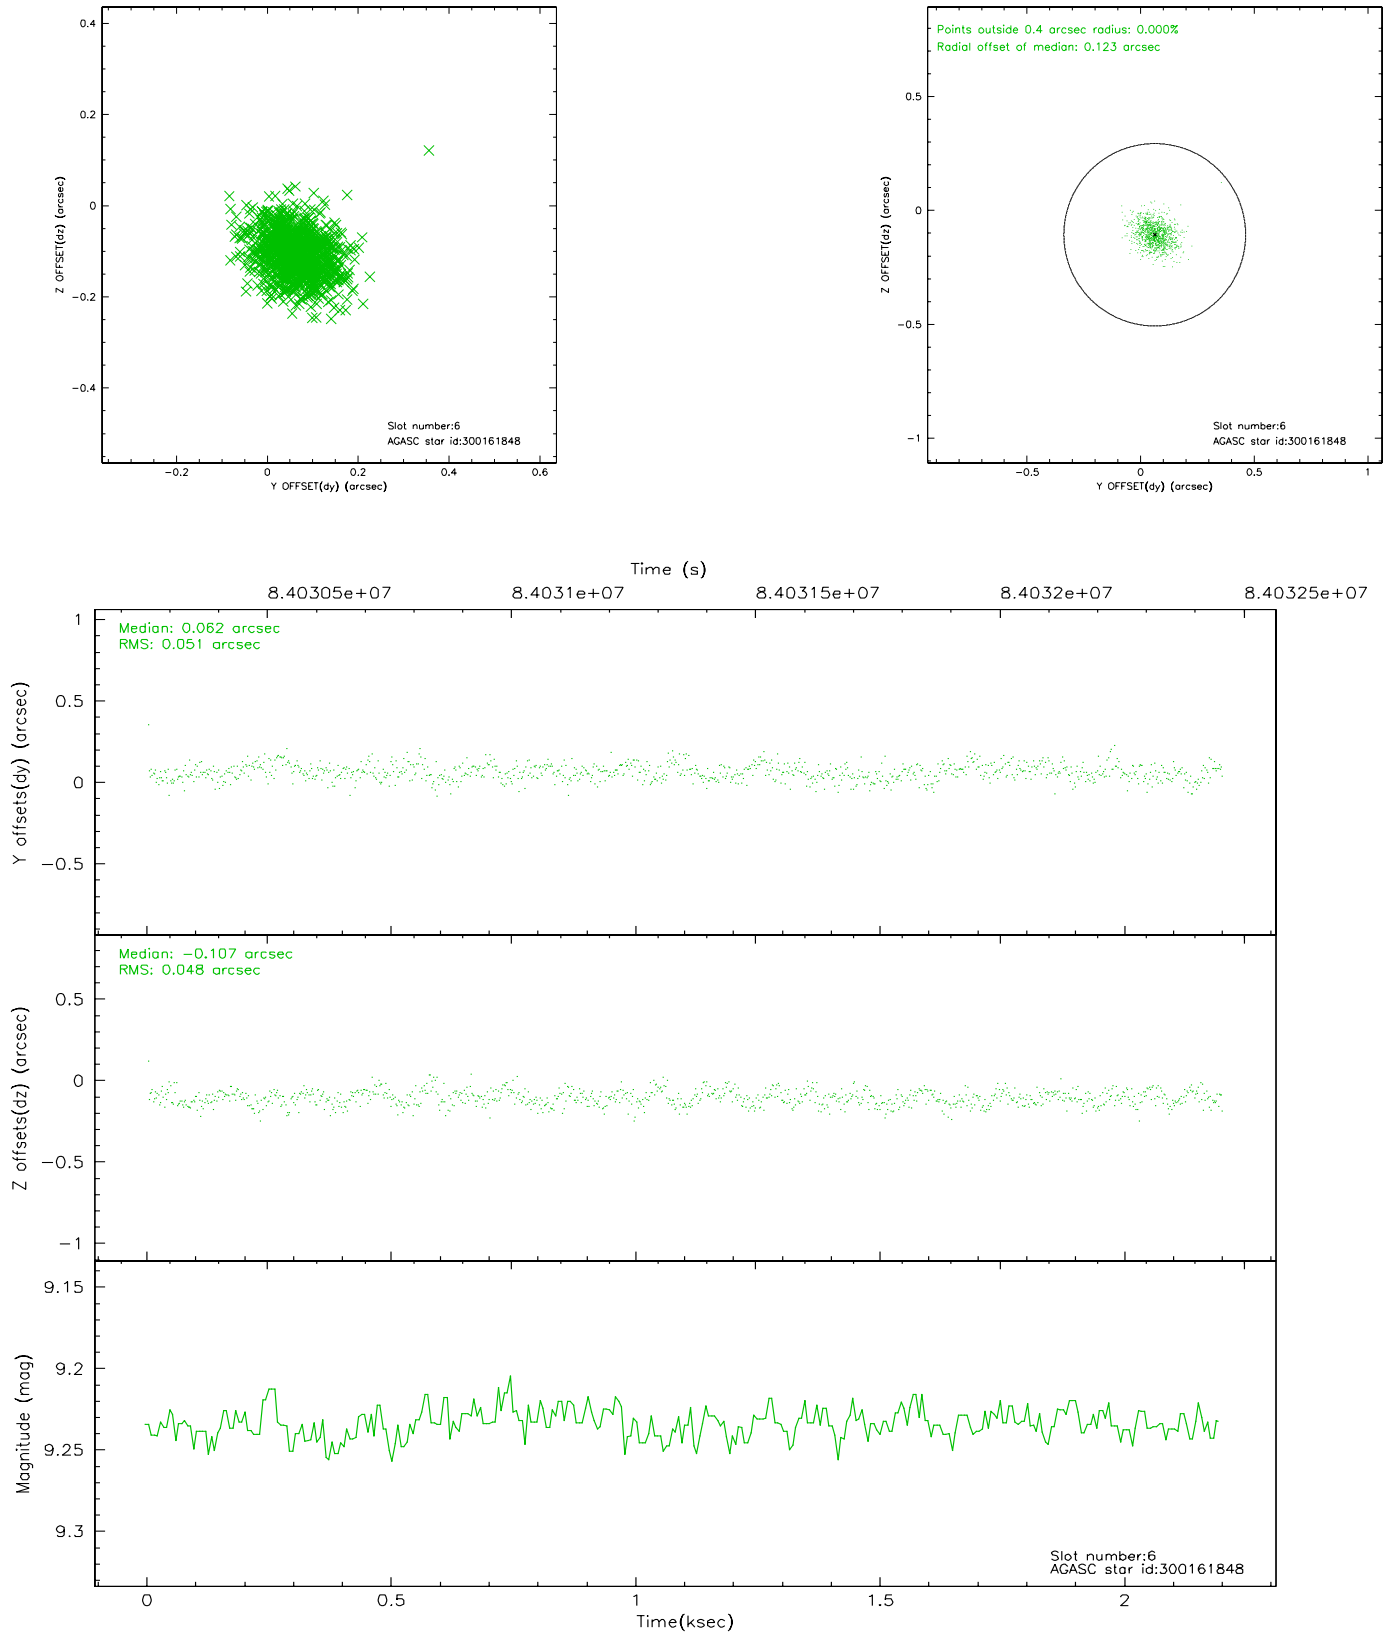 0.4
0.2
0
−0.2
−0.4
Z OFFSET(dz) (arcsec)
Slot number:6
AGASC star id:300161848
−0.2
0
0.2
0.4
0.6
Y OFFSET(dy) (arcsec)
Points outside 0.4 arcsec radius: 0.000%
Radial offset of median: 0.123 arcsec
0.5
0
−0.5
−1
Z OFFSET(dz) (arcsec)
Slot number:6
AGASC star id:300161848
−0.5
0
0.5
1
Y OFFSET(dy) (arcsec)
Time (s)
8.40305e+07
8.4031e+07
8.40315e+07
8.4032e+07
8.40325e+07
Median: 0.062 arcsec
RMS: 0.051 arcsec
1
0.5
0
−0.5
Y offsets(dy) (arcsec)
Median: −0.107 arcsec
RMS: 0.048 arcsec
0.5
0
−0.5
−1
Z offsets(dz) (arcsec)
9.15
9.2
9.25
9.3
Magnitude (mag)
Slot number:6
AGASC star id:300161848
0
0.5
1
1.5
2
Time(ksec)